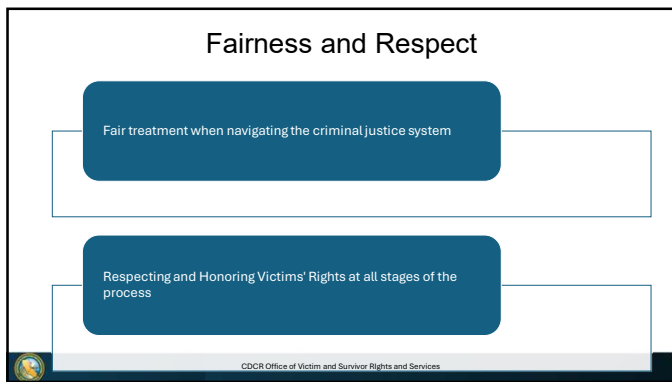 Fairness and Respect
Fair treatment when navigating the criminal justice system
Respecting and Honoring Victims' Rights at all stages of the
process
CDCR Office of Victim and Survivor Rights and Services